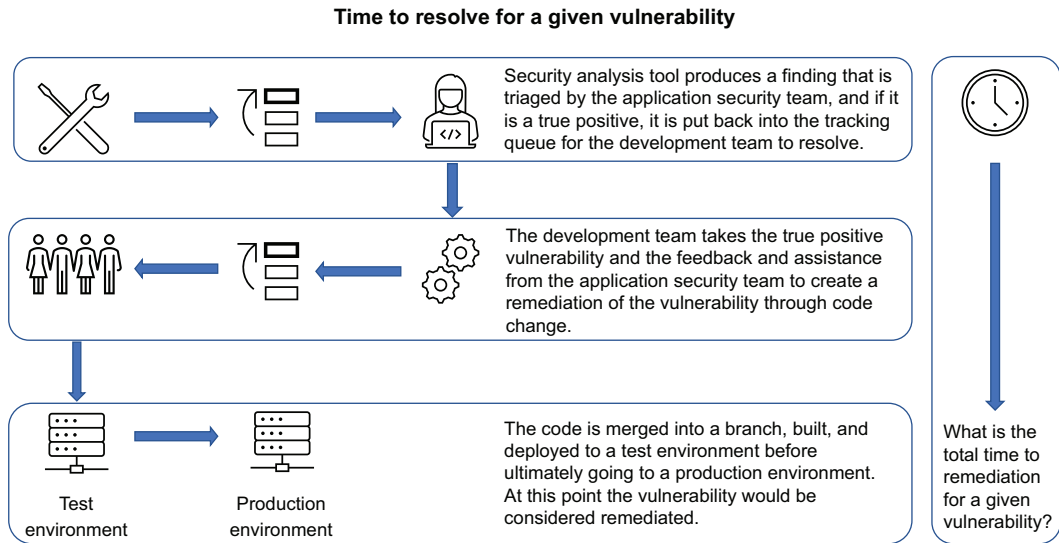 Time to resolve for a given vulnerability
Security analysis tool produces a finding that is
triaged by the application security team, and if it
is a true positive, it is put back into the tracking
queue for the development team to resolve.
</>
The development team takes the true positive
vulnerability and the feedback and assistance
from the application security team to create a
remediation of the vulnerability through code
change.
The code is merged into a branch, built, and
deployed to a test environment before
ultimately going to a production environment.
At this point the vulnerability would be
considered remediated.
Test
environment
Production
environment
What is the
total time to
remediation
for a given
vulnerability?